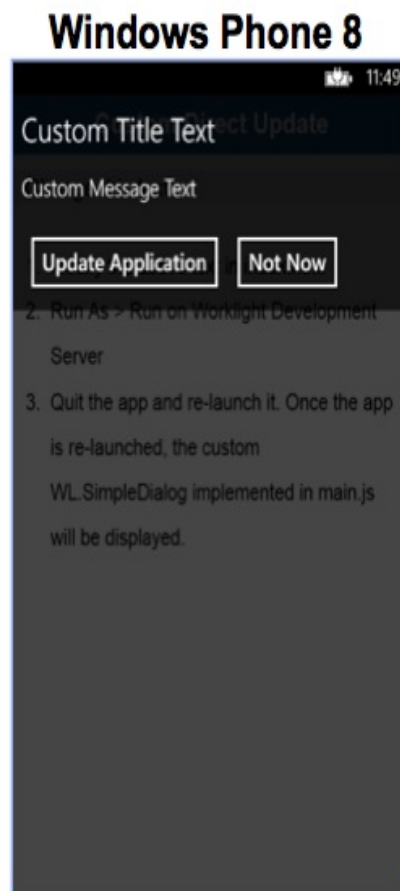 Windows Phone 8
11:49
Direct Update
Custom Title Text
Custom Message Text
Update Application
Not Now
2. Run As > Run on Worklight Development
Server
3. Quit the app and re-launch it. Once the app
is re-launched, the custom
WL.SimpleDialog implemented in main.js
will be displayed.